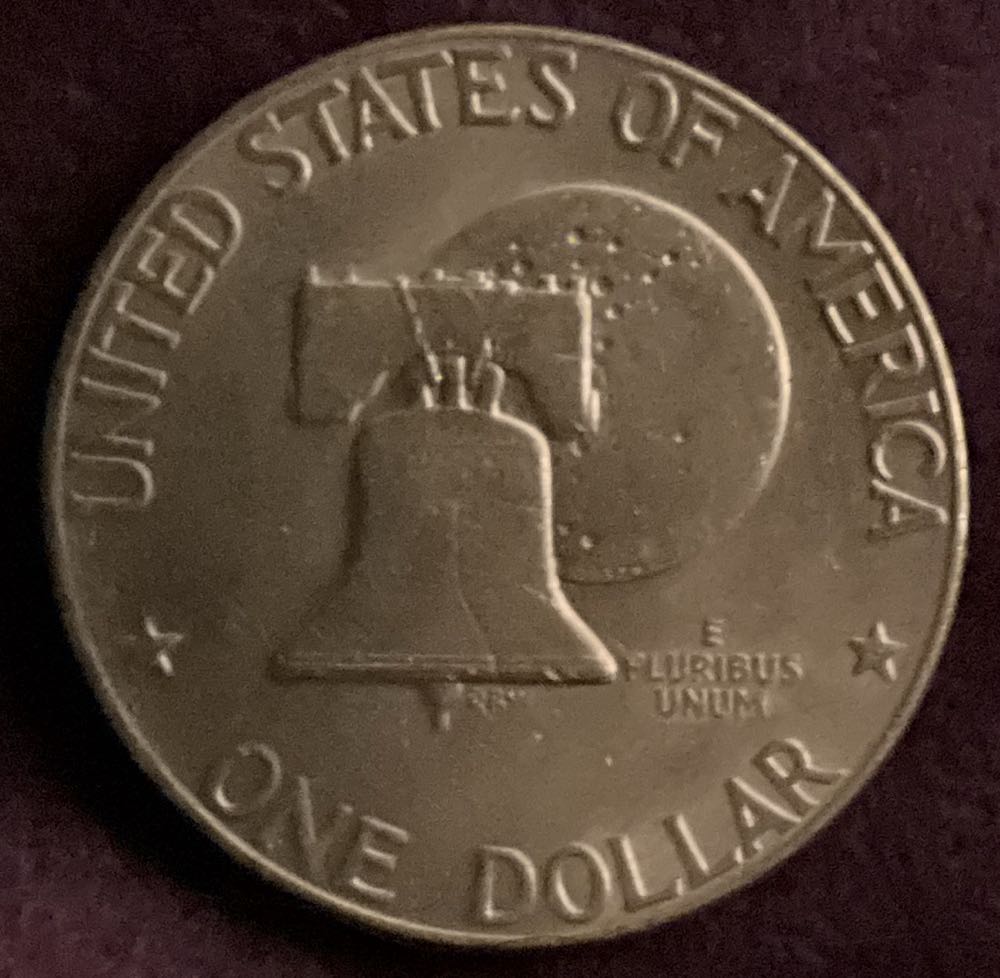 UNITED STATES OF AMERICA
E
PLURIBUS
UNUM
ONE DOLLAR